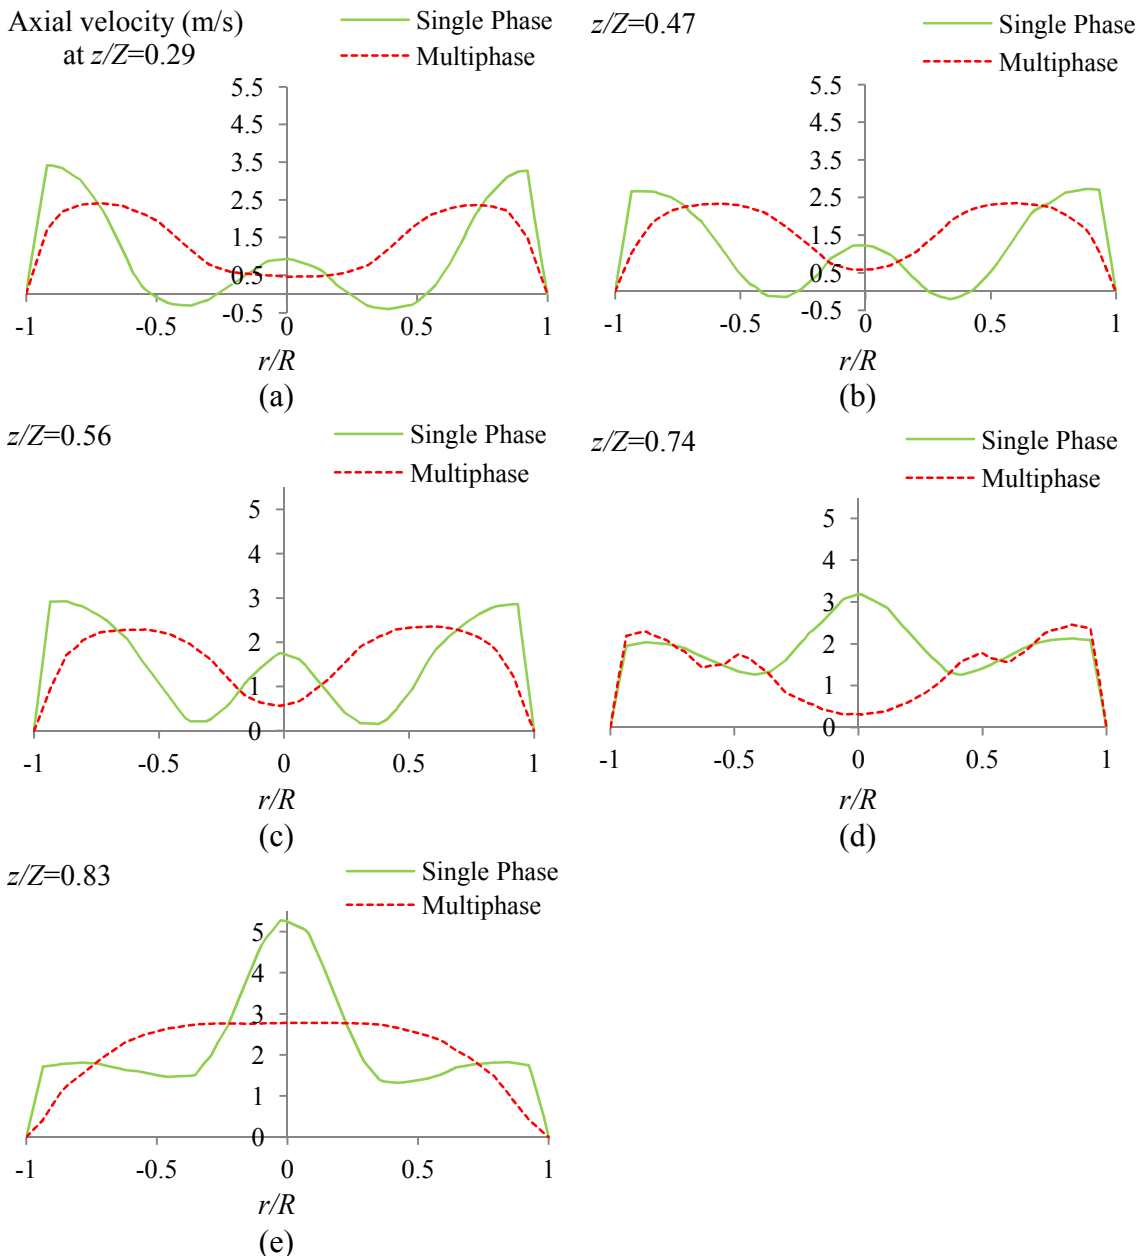 Axial velocity (m/s)
at z/Z=0.29
Single Phase
Multiphase
5.5
4.5
3.5
2.5
1.5
0.5
-0.5
-1
-0.5
0
0.5
1
r/R
(a)
z/Z=0.47
Single Phase
Multiphase
5.5
4.5
3.5
2.5
1.5
0.5
-0.5
-1
-0.5
0
0.5
1
r/R
(b)
z/Z=0.56
Single Phase
Multiphase
5
4
3
2
1
0
-1
-0.5
0
0.5
1
r/R
(c)
z/Z=0.74
Single Phase
Multiphase
5
4
3
2
1
0
-1
-0.5
0
0.5
1
r/R
(d)
z/Z=0.83
Single Phase
Multiphase
5
4
3
2
1
0
-1
-0.5
0
0.5
1
r/R
(e)